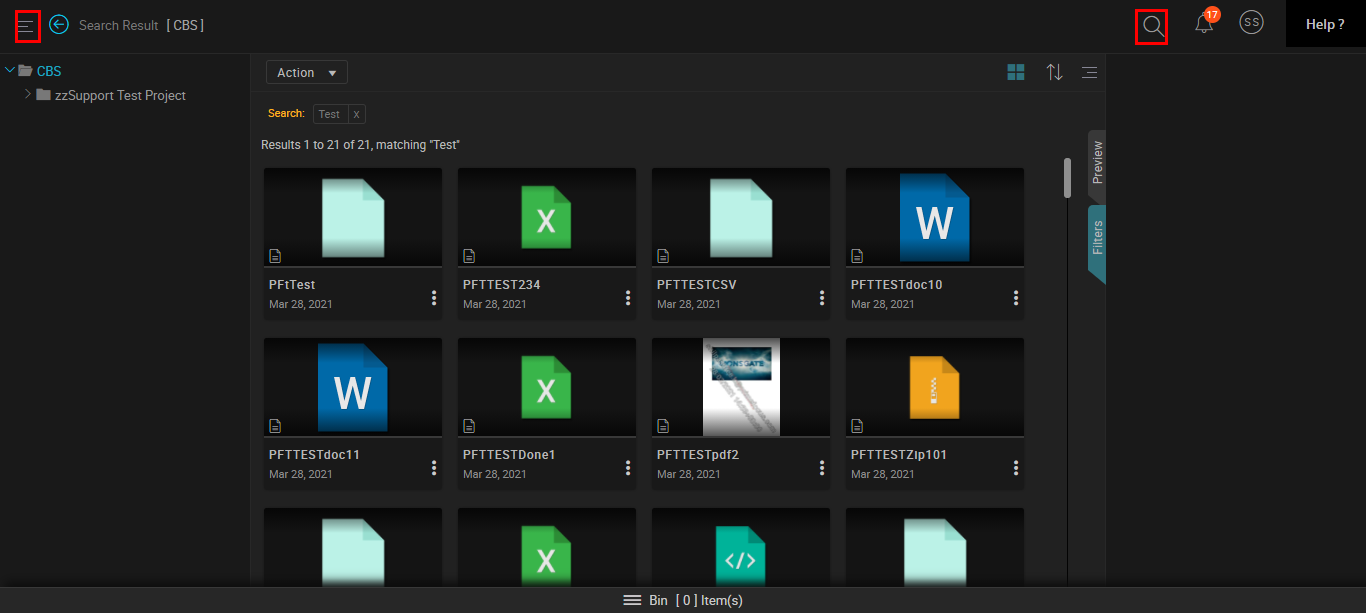 Search Result [ CBS ]
17
SS
Help ?
CBS
zzSupport Test Project
Action
Search: Test X
Results 1 to 21 of 21, matching "Test"
Preview
Filters
X
W
PFtTest
PFTTEST234
PFTTESTCSV
PFTTESTdoc10
Mar 28, 2021
Mar 28, 2021
Mar 28, 2021
Mar 28, 2021
W
X
LIONSGATE
PFTTESTdoc11
PFTTESTDone1
PFTTESTpdf2
PFTTESTZip101
Mar 28, 2021
Mar 28, 2021
Mar 28, 2021
Mar 28, 2021
X
</>
Bin [ 0 ] Item(s)